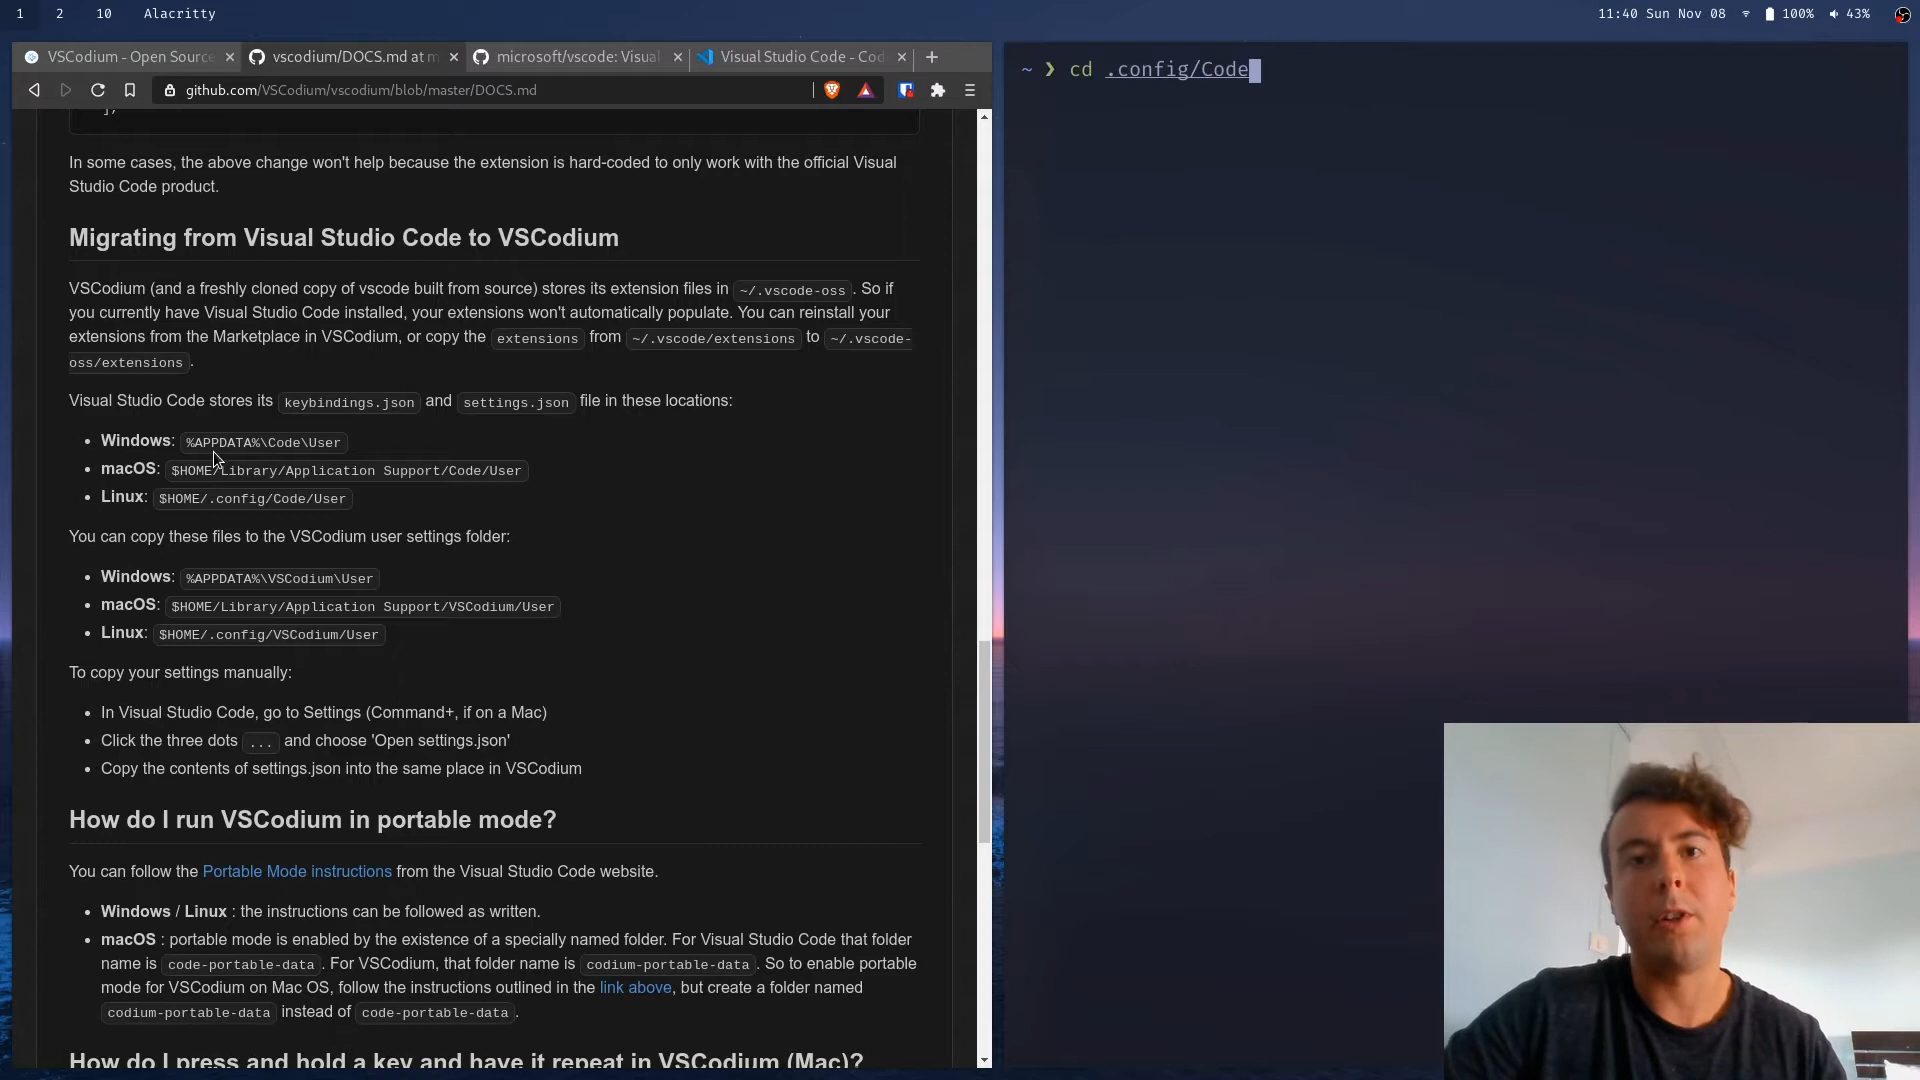 1 2 10 Alacritty 11:40 Sun Nov 08 100% 43%
VSCodium - Open Source vscodium/DOCS.md at m microsoft/vscode: Visual Visual Studio Code - Cod
github.com/VSCodium/vscodium/blob/master/DOCS.md
~ ❯ cd .config/Code
In some cases, the above change won't help because the extension is hard-coded to only work with the official Visual
Studio Code product.
Migrating from Visual Studio Code to VSCodium
VSCodium (and a freshly cloned copy of vscode built from source) stores its extension files in ~/.vscode-oss. So if
you currently have Visual Studio Code installed, your extensions won't automatically populate. You can reinstall your
extensions from the Marketplace in VSCodium, or copy the extensions from ~/.vscode/extensions to ~/.vscode-
oss/extensions.
Visual Studio Code stores its keybindings.json and settings.json file in these locations:
• Windows: %APPDATA%\Code\User
• macOS: $HOME/Library/Application Support/Code/User
• Linux: $HOME/.config/Code/User
You can copy these files to the VSCodium user settings folder:
• Windows: %APPDATA%\VSCodium\User
• macOS: $HOME/Library/Application Support/VSCodium/User
• Linux: $HOME/.config/VSCodium/User
To copy your settings manually:
• In Visual Studio Code, go to Settings (Command+, if on a Mac)
• Click the three dots ... and choose 'Open settings.json'
• Copy the contents of settings.json into the same place in VSCodium
How do I run VSCodium in portable mode?
You can follow the Portable Mode instructions from the Visual Studio Code website.
• Windows / Linux : the instructions can be followed as written.
• macOS : portable mode is enabled by the existence of a specially named folder. For Visual Studio Code that folder
name is code-portable-data. For VSCodium, that folder name is codium-portable-data. So to enable portable
mode for VSCodium on Mac OS, follow the instructions outlined in the link above, but create a folder named
codium-portable-data instead of code-portable-data.
How do I press and hold a key and have it repeat in VSCodium (Mac)?